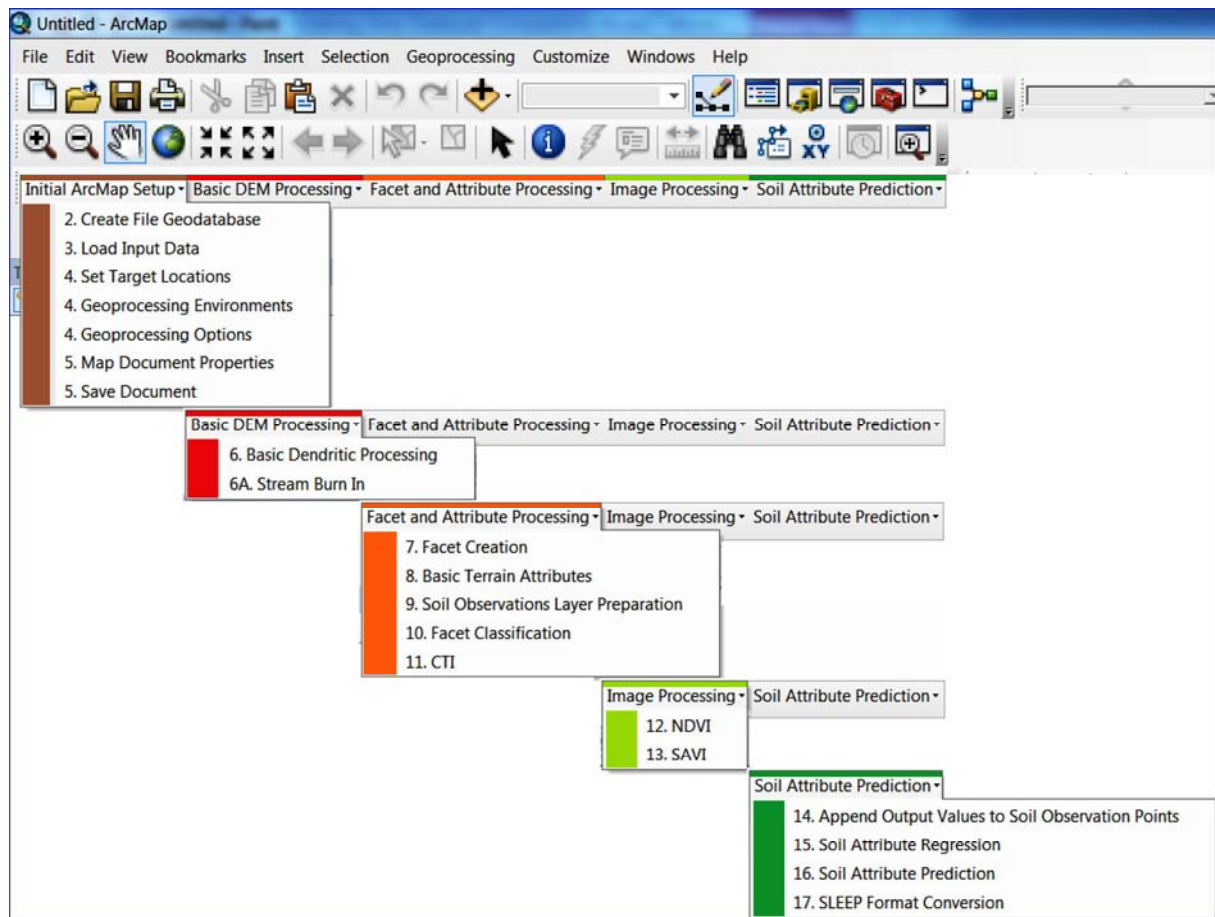 Untitled - ArcMap
File Edit View Bookmarks Insert Selection Geoprocessing Customize Windows Help
XY
Initial ArcMap Setup Basic DEM Processing Facet and Attribute Processing Image Processing Soil Attribute Prediction
2. Create File Geodatabase
3. Load Input Data
4. Set Target Locations
4. Geoprocessing Environments
4. Geoprocessing Options
5. Map Document Properties
5. Save Document
Basic DEM Processing Facet and Attribute Processing Image Processing Soil Attribute Prediction
6. Basic Dendritic Processing
6A. Stream Burn In
Facet and Attribute Processing Image Processing Soil Attribute Prediction
7. Facet Creation
8. Basic Terrain Attributes
9. Soil Observations Layer Preparation
10. Facet Classification
11. CTI
Image Processing Soil Attribute Prediction
12. NDVI
13. SAVI
Soil Attribute Prediction
14. Append Output Values to Soil Observation Points
15. Soil Attribute Regression
16. Soil Attribute Prediction
17. SLEEP Format Conversion